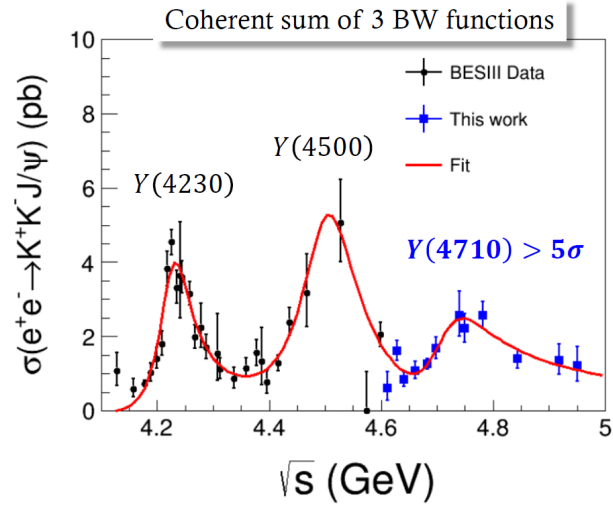 Coherent sum of 3 BW functions
10
8
6
4
2
0
σ(e⁺e⁻→K⁺K⁻J/ψ) (pb)
BESIII Data
This work
Fit
Y(4230)
Y(4500)
Y(4710) > 5σ
4.2 4.4 4.6 4.8 5
√s (GeV)